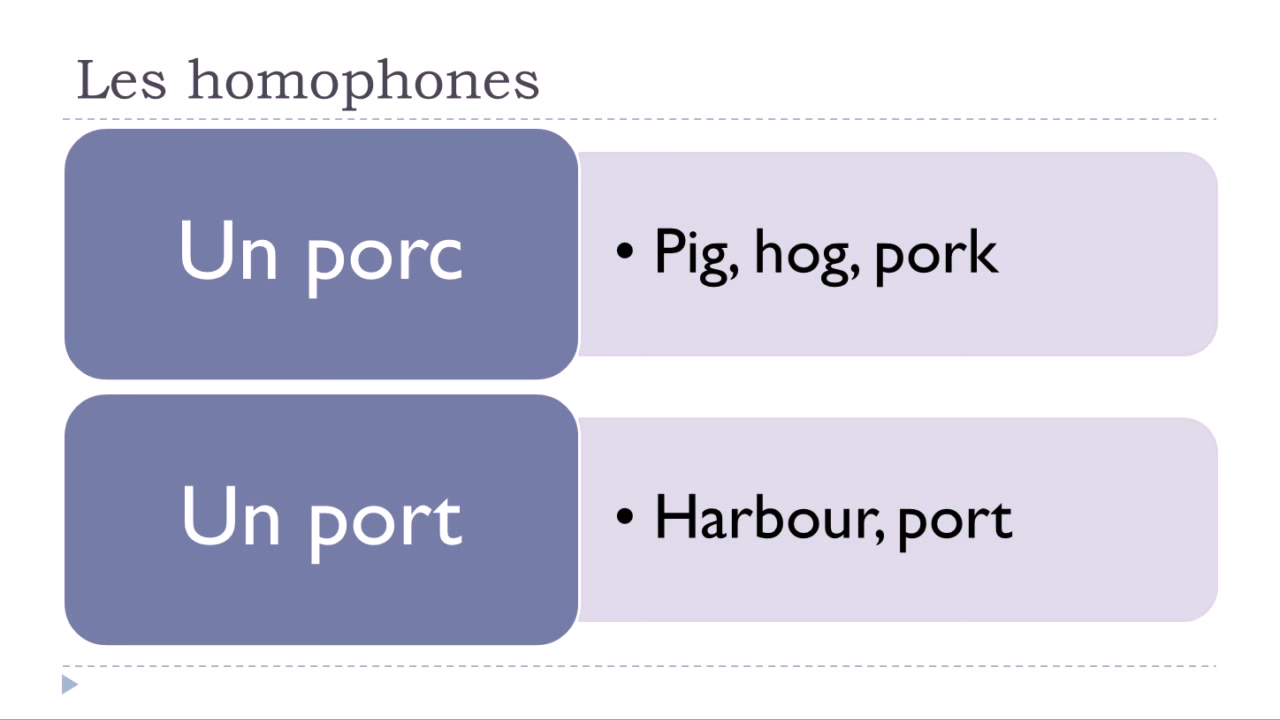 Les homophones
Un porc
• Pig, hog, pork
Un port
• Harbour, port